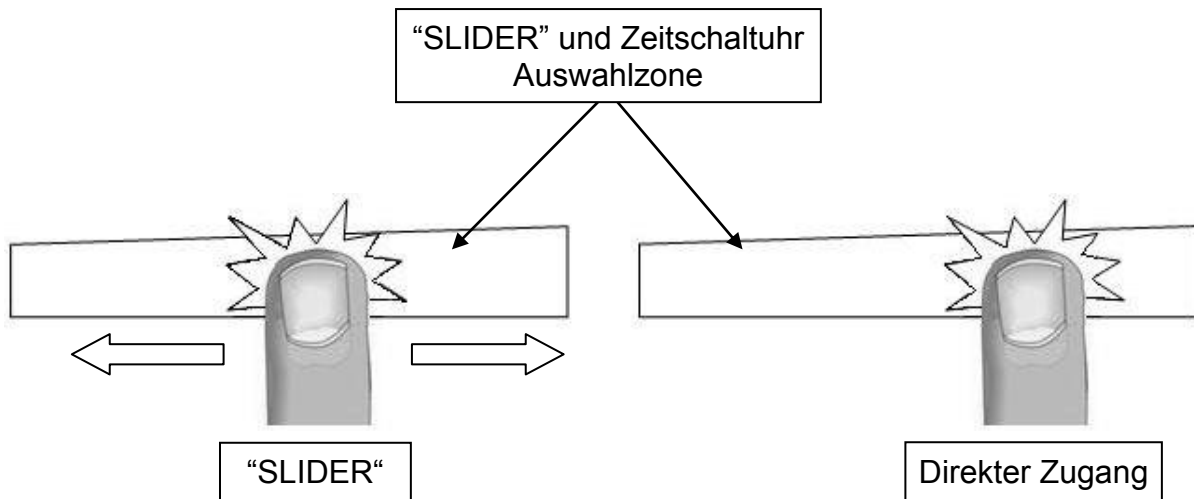 “SLIDER” und Zeitschaltuhr
Auswahlzone
“SLIDER“
Direkter Zugang